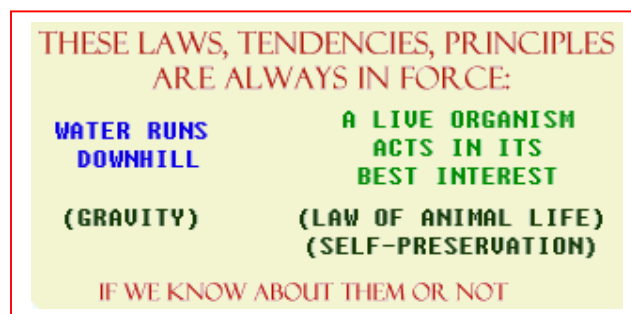 THESE LAWS, TENDENCIES, PRINCIPLES
ARE ALWAYS IN FORCE:
WATER RUNS
DOWNHILL
(GRAVITY)
A LIVE ORGANISM
ACTS IN ITS
BEST INTEREST
(LAW OF ANIMAL LIFE)
(SELF-PRESERVATION)
IF WE KNOW ABOUT THEM OR NOT